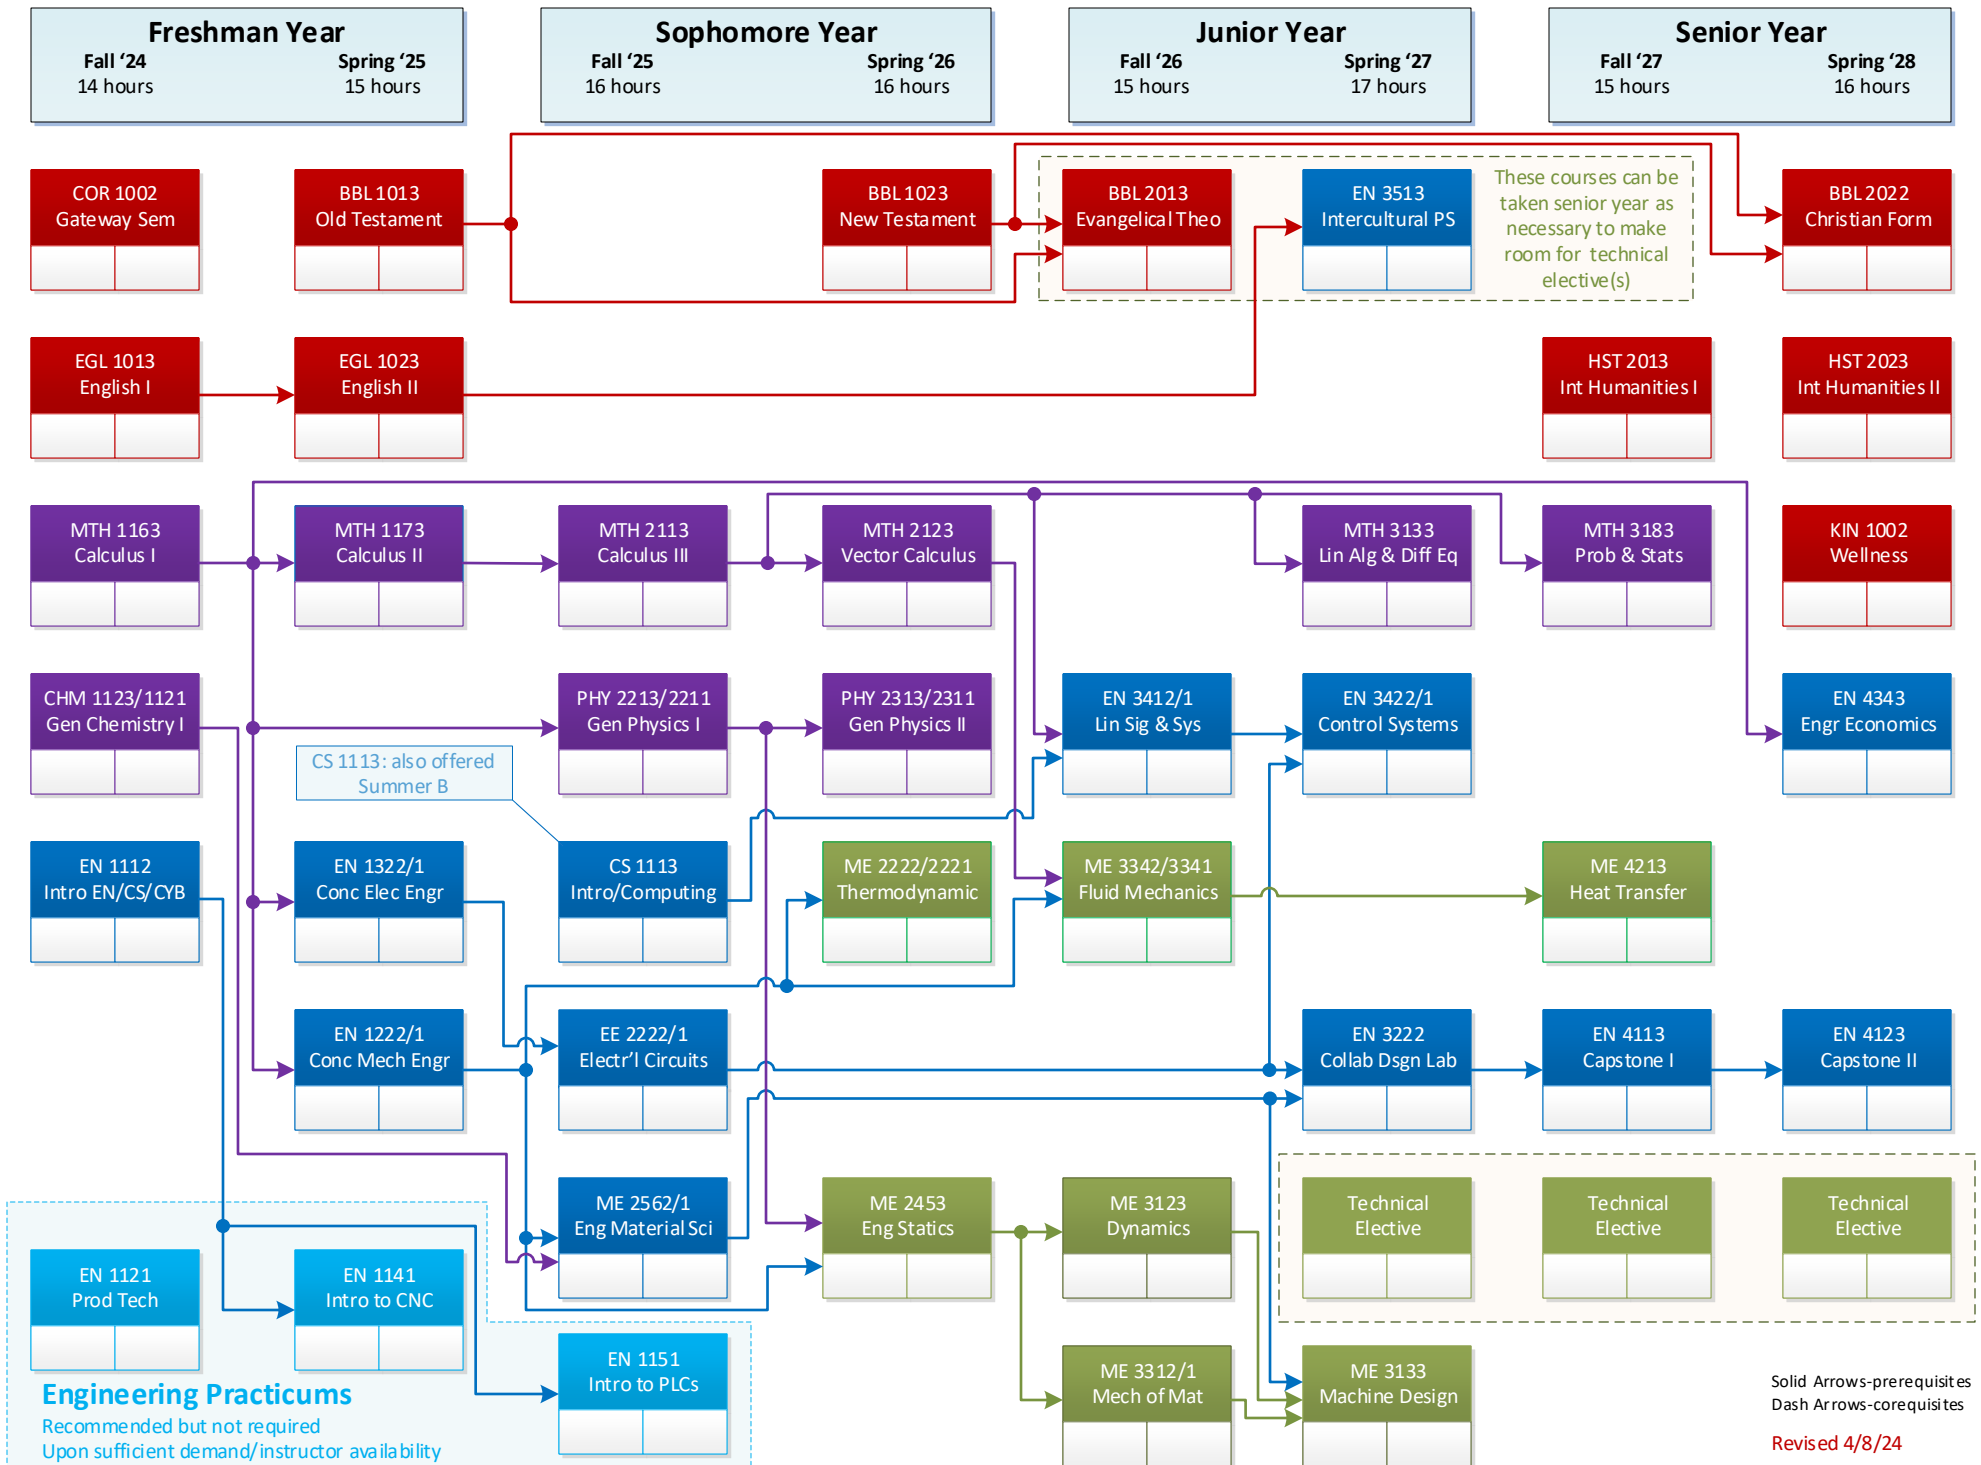 Freshman Year
Fall ‘24
Spring ‘25
14 hours
15 hours
Sophomore Year
Fall ‘25
Spring ‘26
16 hours
16 hours
Junior Year
Fall ‘26
Spring ‘27
15 hours
17 hours
Senior Year
Fall ‘27
Spring ‘28
15 hours
16 hours
COR 1002
Gateway Sem
BBL 1013
Old Testament
BBL 1023
New Testament
BBL 2013
Evangelical Theo
EN 3513
Intercultural PS
These courses can be
taken senior year as
necessary to make
room for technical
elective(s)
BBL 2022
Christian Form
EGL 1013
English I
EGL 1023
English II
HST 2013
Int Humanities I
HST 2023
Int Humanities II
MTH 1163
Calculus I
MTH 1173
Calculus II
MTH 2113
Calculus III
MTH 2123
Vector Calculus
MTH 3133
Lin Alg & Diff Eq
MTH 3183
Prob & Stats
KIN 1002
Wellness
CHM 1123/1121
Gen Chemistry I
PHY 2213/2211
Gen Physics I
PHY 2313/2311
Gen Physics II
EN 3412/1
Lin Sig & Sys
EN 3422/1
Control Systems
EN 4343
Engr Economics
CS 1113: also offered
Summer B
EN 1112
Intro EN/CS/CYB
EN 1322/1
Conc Elec Engr
CS 1113
Intro/Computing
ME 2222/2221
Thermodynamic
ME 3342/3341
Fluid Mechanics
ME 4213
Heat Transfer
EN 1222/1
Conc Mech Engr
EE 2222/1
Electr’l Circuits
EN 3222
Collab Dsgn Lab
EN 4113
Capstone I
EN 4123
Capstone II
ME 2562/1
Eng Material Sci
ME 2453
Eng Statics
ME 3123
Dynamics
Technical
Elective
Technical
Elective
Technical
Elective
EN 1121
Prod Tech
EN 1141
Intro to CNC
EN 1151
Intro to PLCs
ME 3312/1
Mech of Mat
ME 3133
Machine Design
Engineering Practicums
Recommended but not required
Upon sufficient demand/instructor availability
Solid Arrows-prerequisites
Dash Arrows-corequisites
Revised 4/8/24